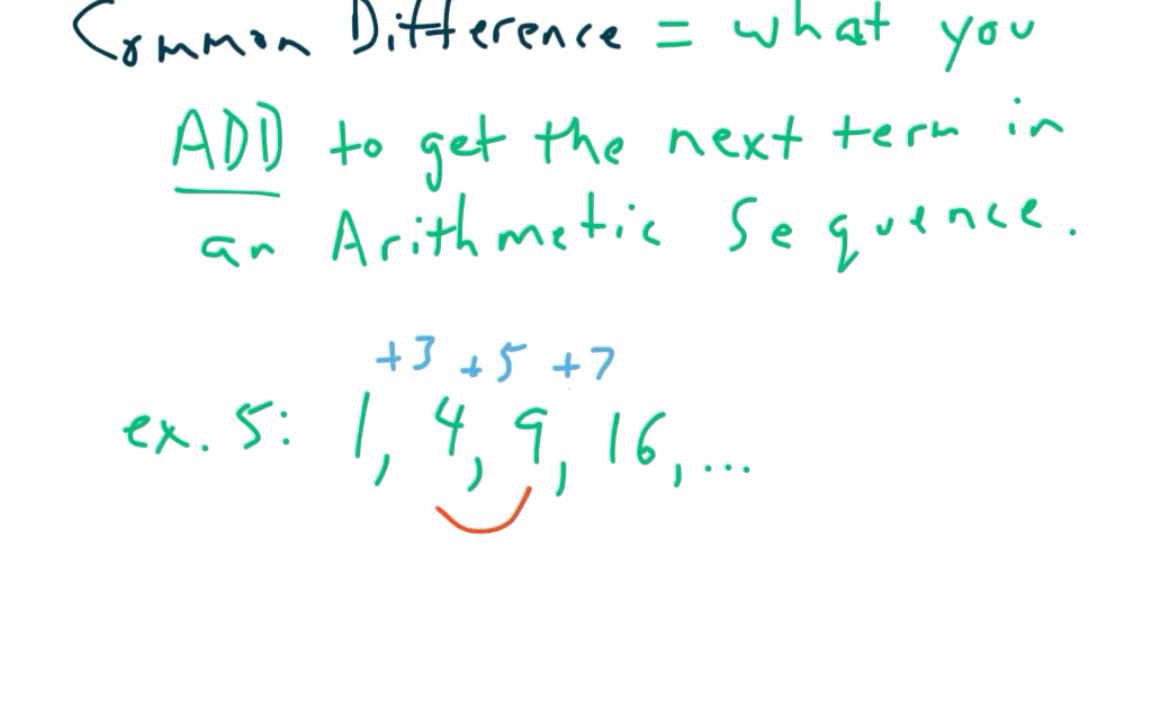 Common Difference = what you
ADD to get the next term in
an Arithmetic Sequence.
+3 +5 +7
ex. 5: 1, 4, 9, 16, ...